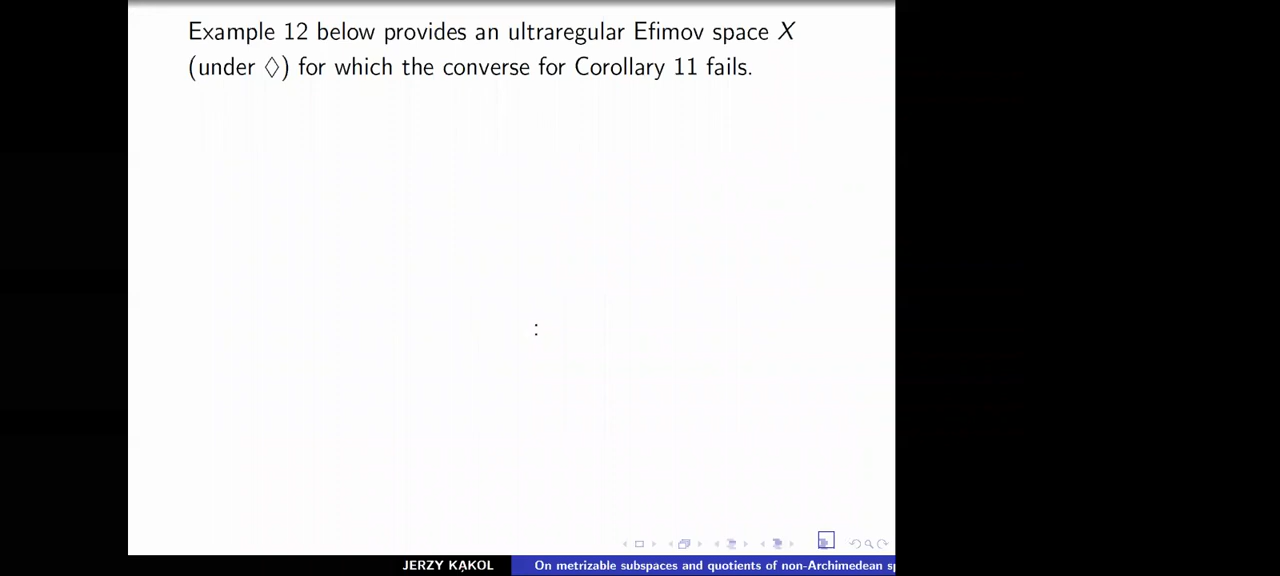 Example 12 below provides an ultraregular Efimov space X
(under ◊) for which the converse for Corollary 11 fails.
:
JERZY KĄKOL
On metrizable subspaces and quotients of non-Archimedean sp